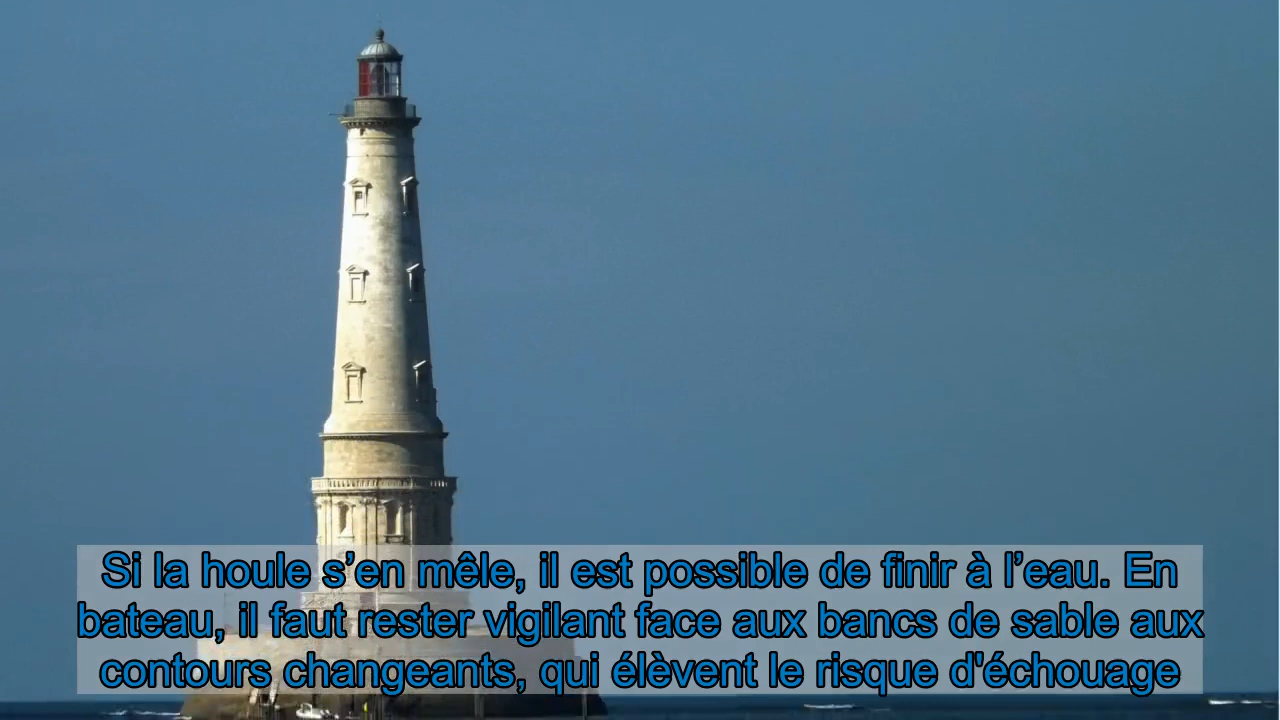 Si la houle s’en mêle, il est possible de finir à l’eau. En
bateau, il faut rester vigilant face aux bancs de sable aux
contours changeants, qui élèvent le risque d'échouage